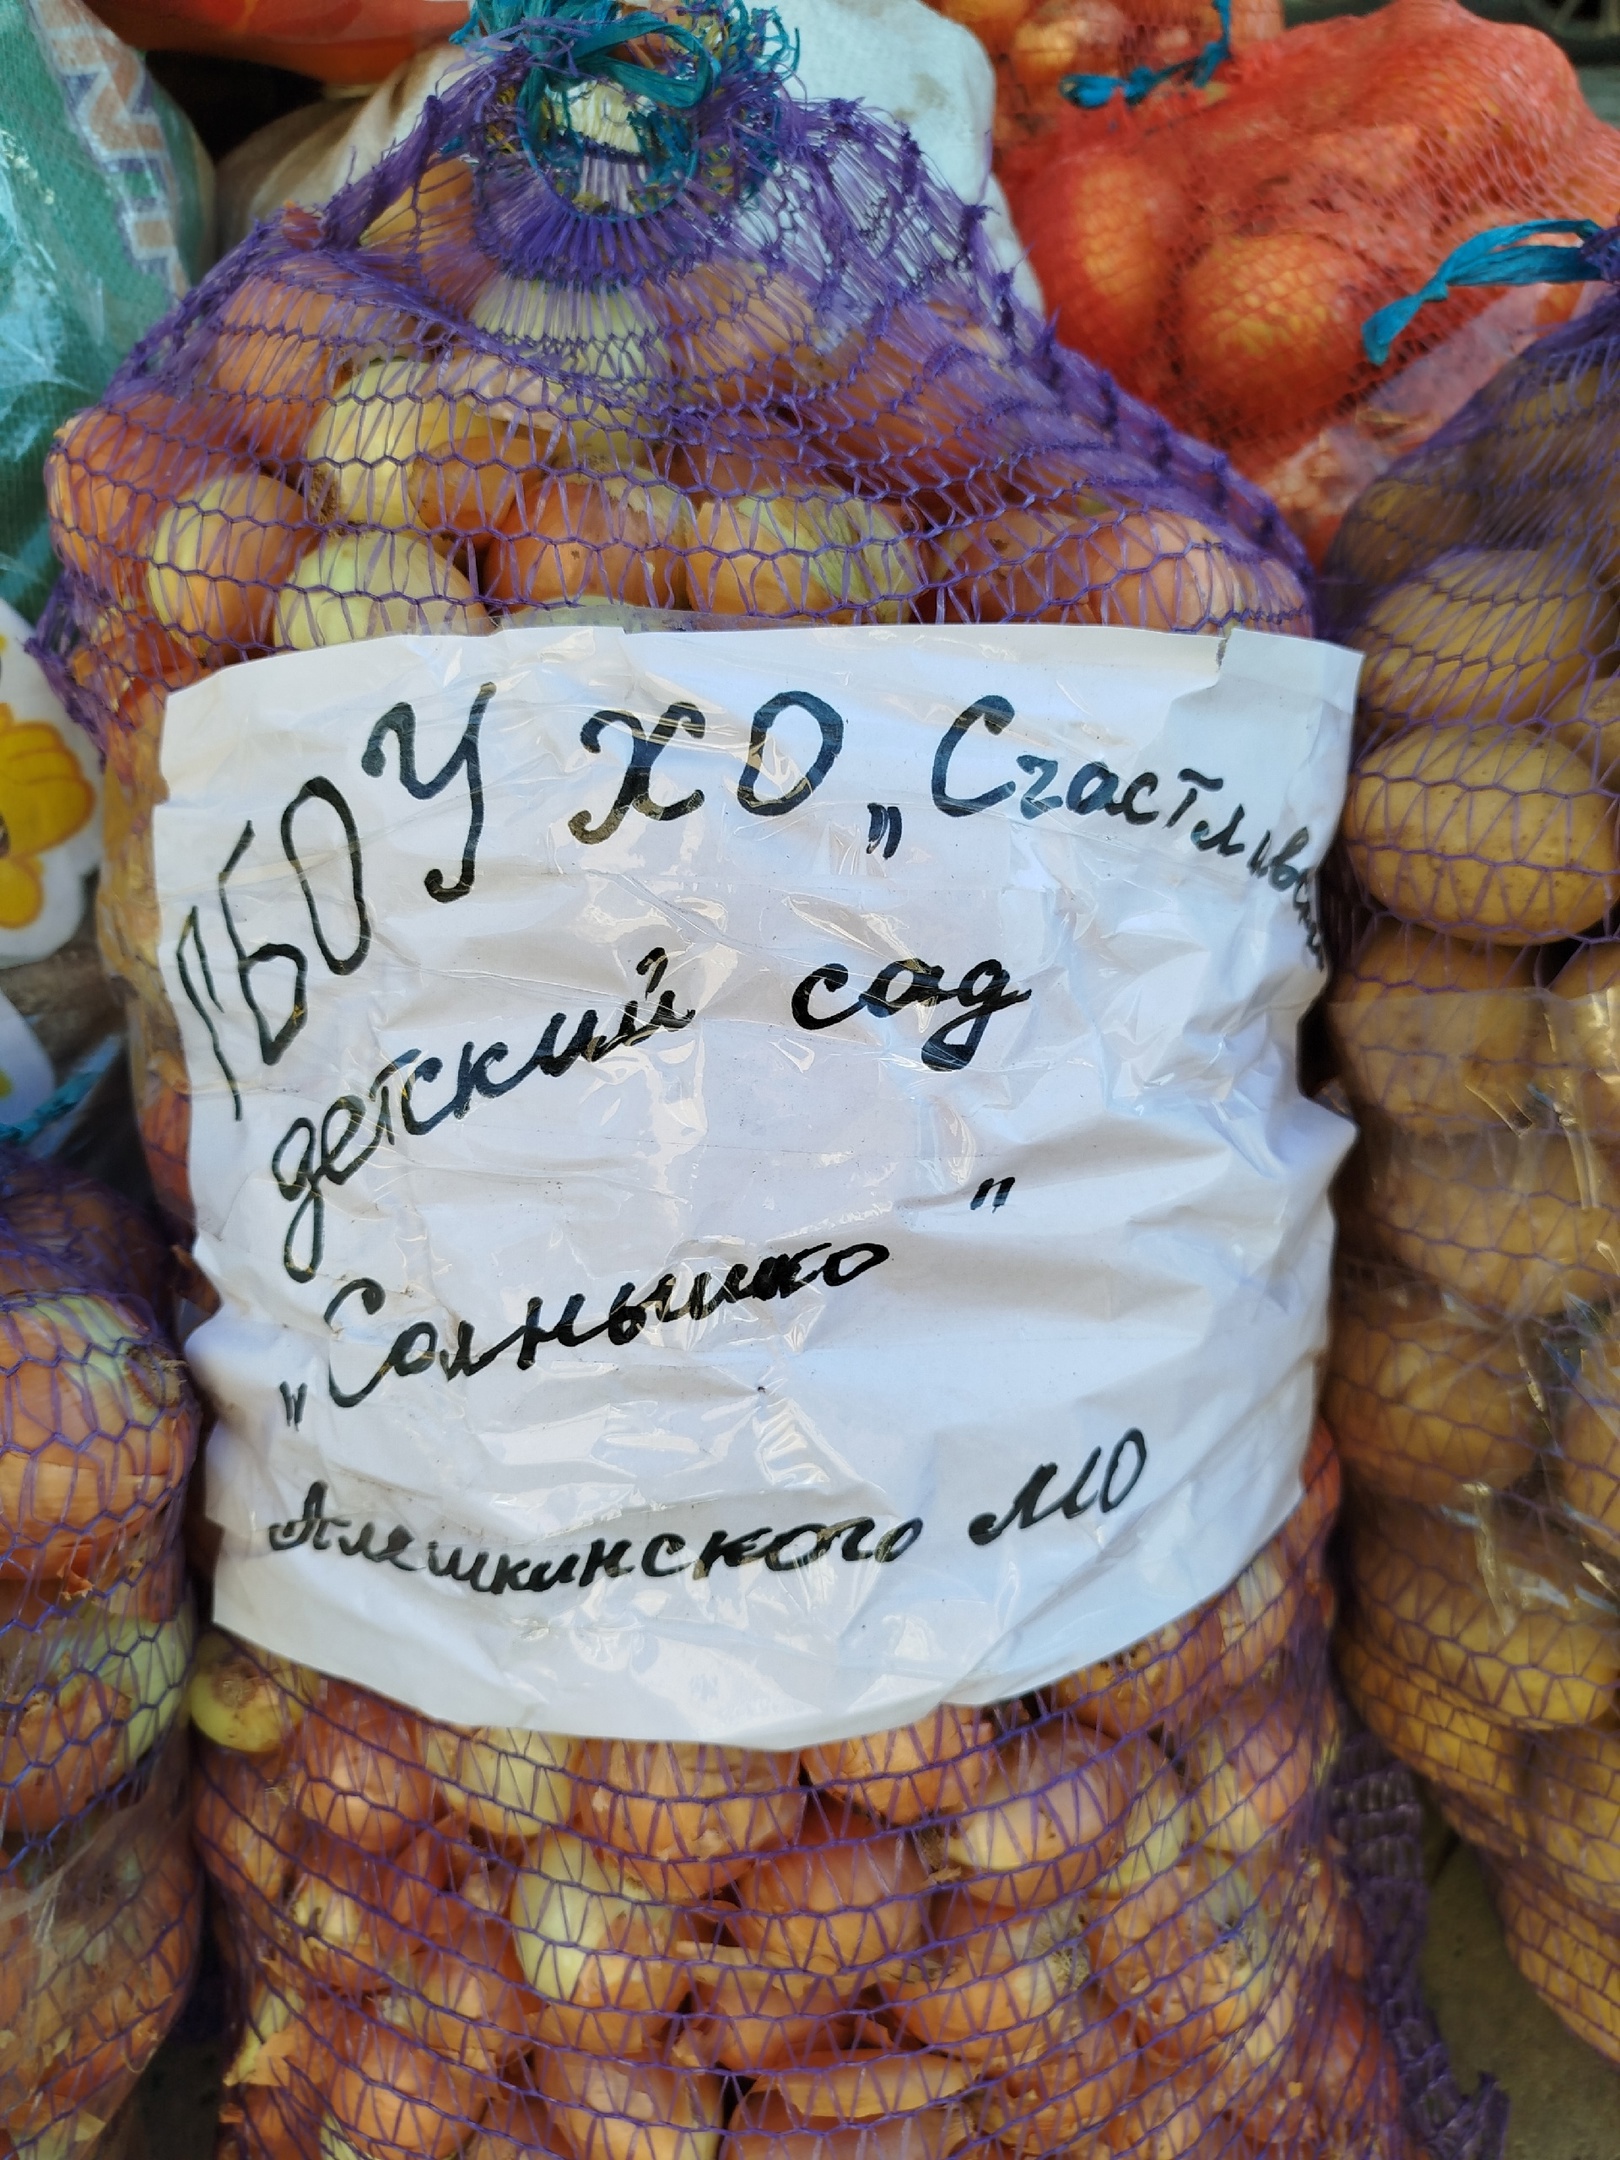 ГБОУ ХО „Счастливский
детский сад
„Солнышко"
Алешкинского МО